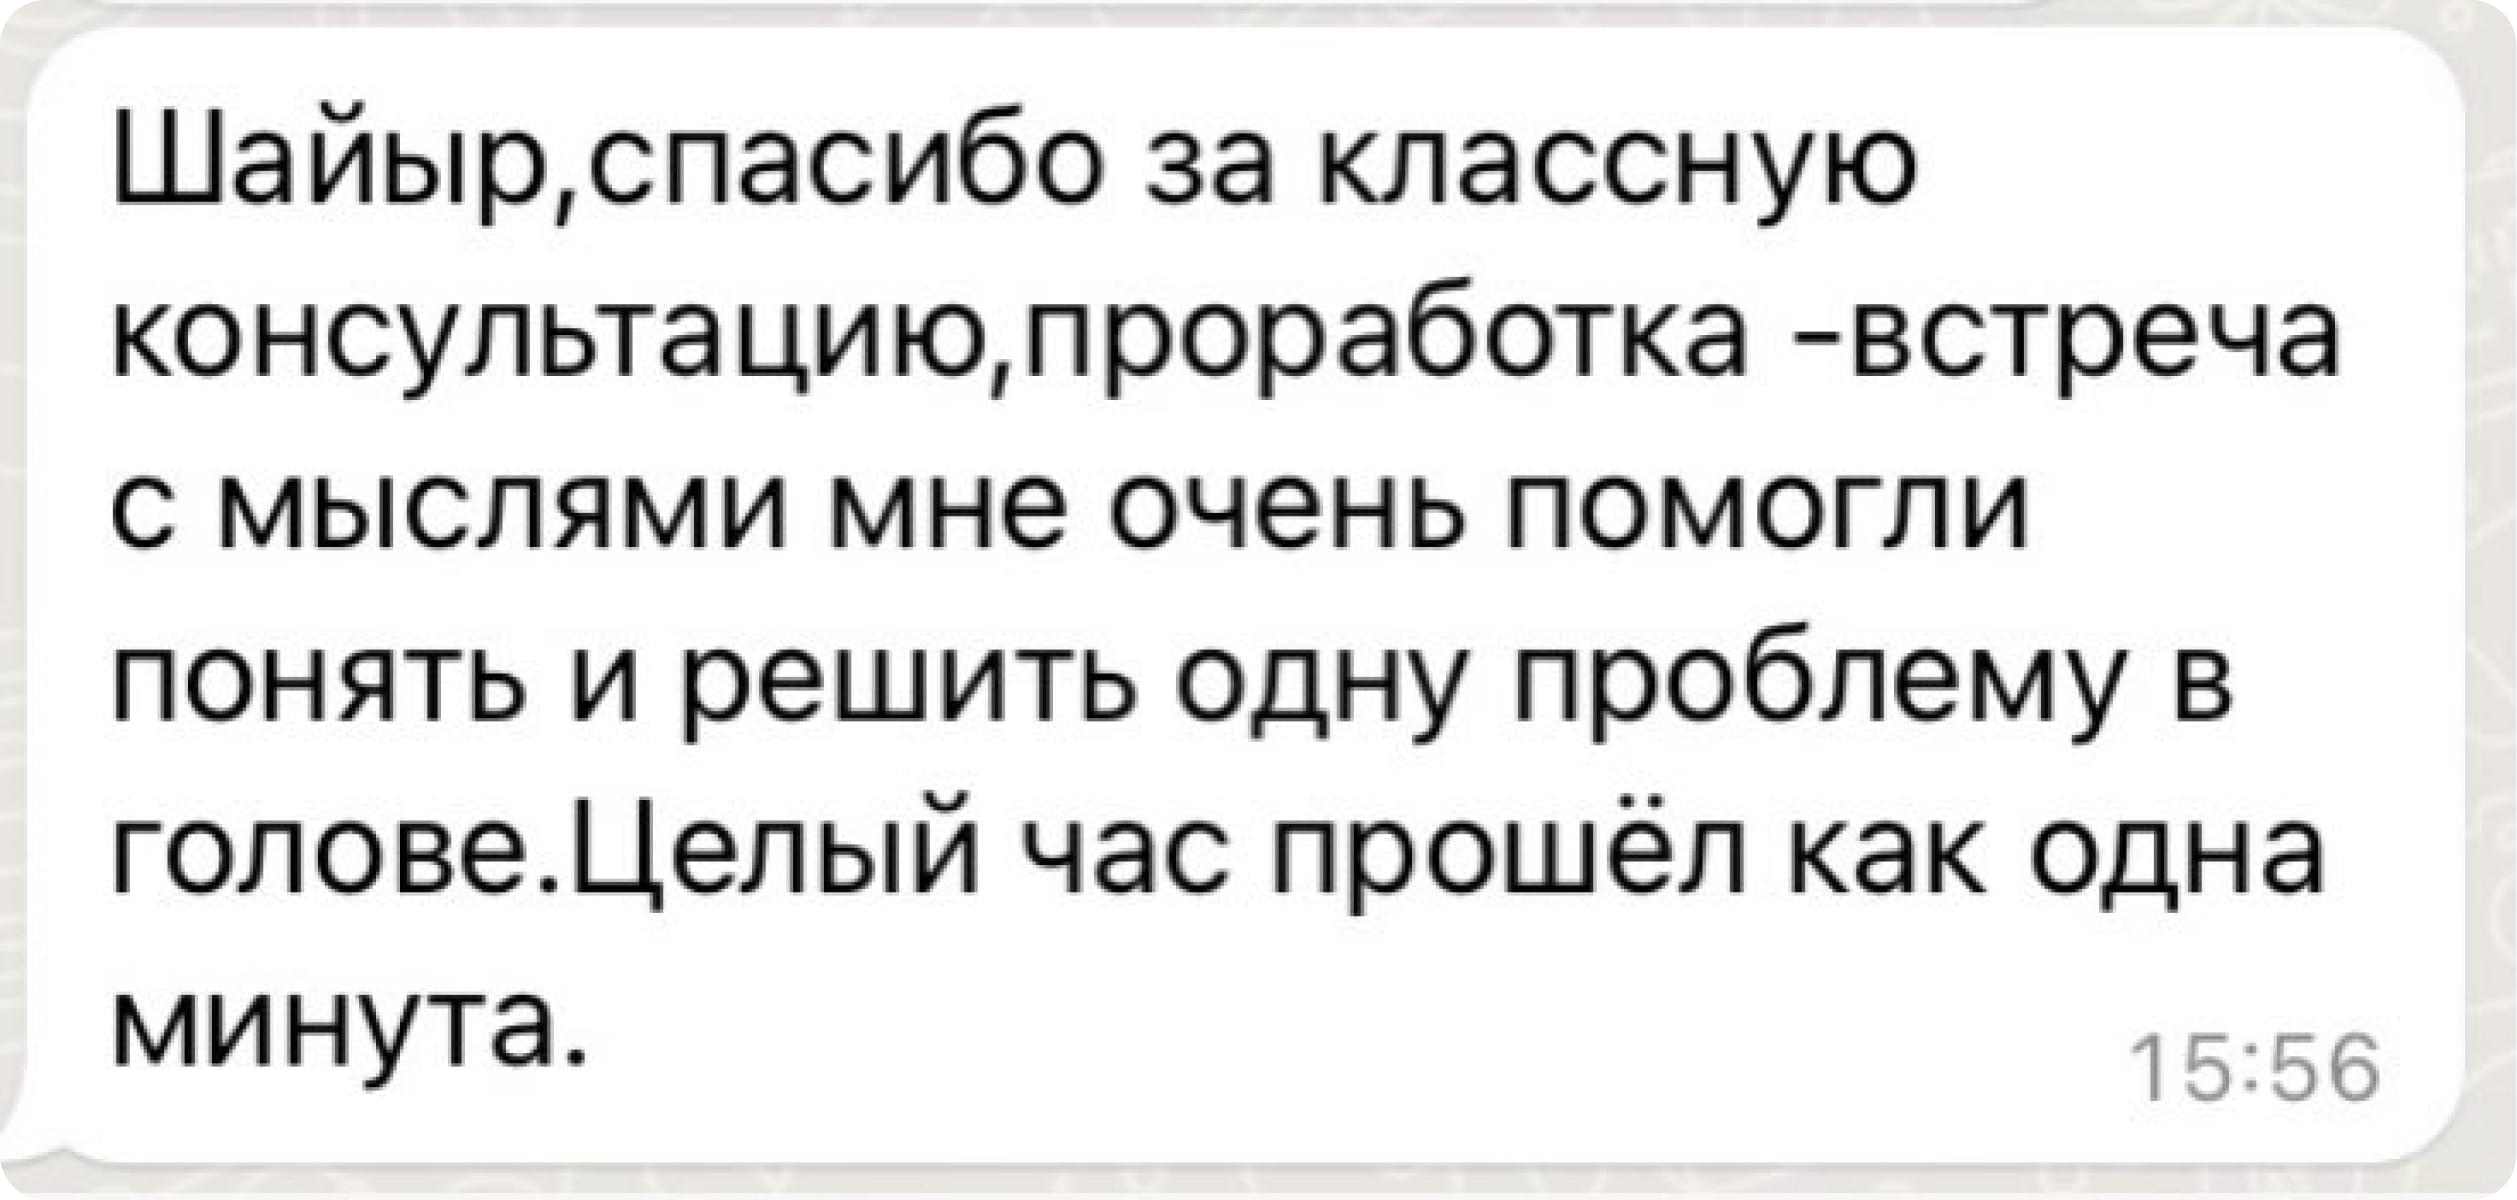 Шайыр,спасибо за классную
консультацию,проработка -встреча
с мыслями мне очень помогли
понять и решить одну проблему в
голове.Целый час прошёл как одна
минута.
15:56